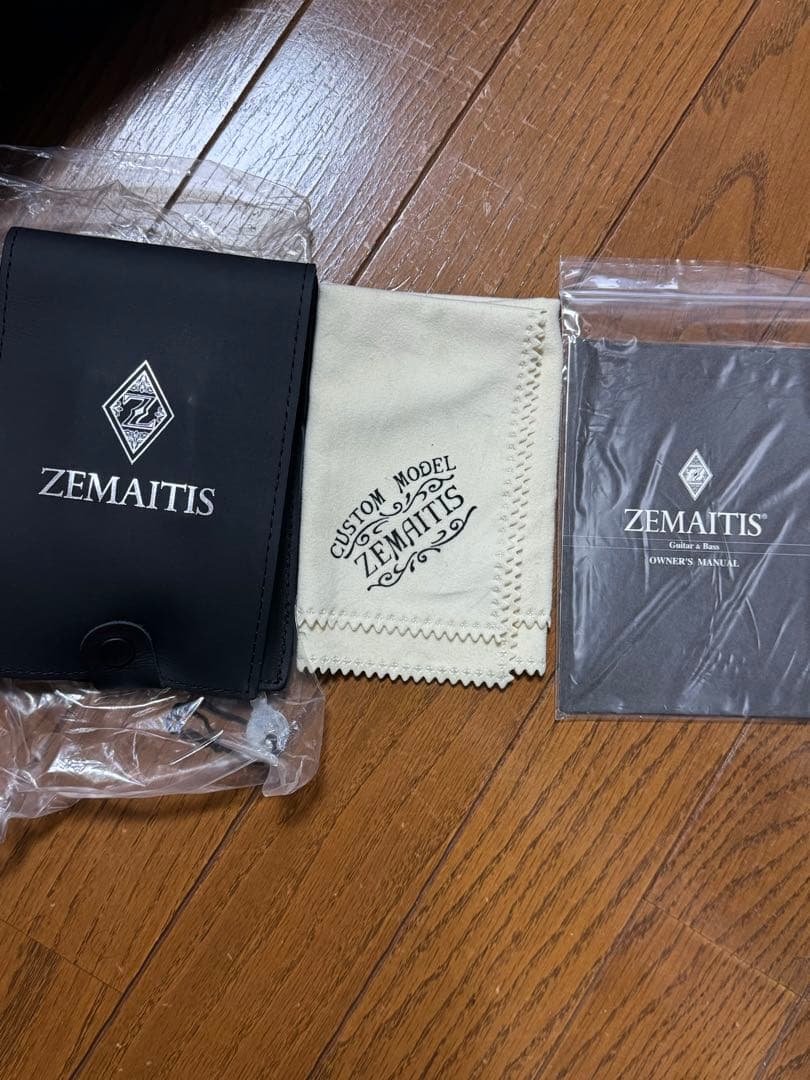 Z
ZEMAITIS
CUSTOM MODEL
ZEMAITIS
Z
ZEMAITIS®
Guitar & Bass
OWNER'S MANUAL